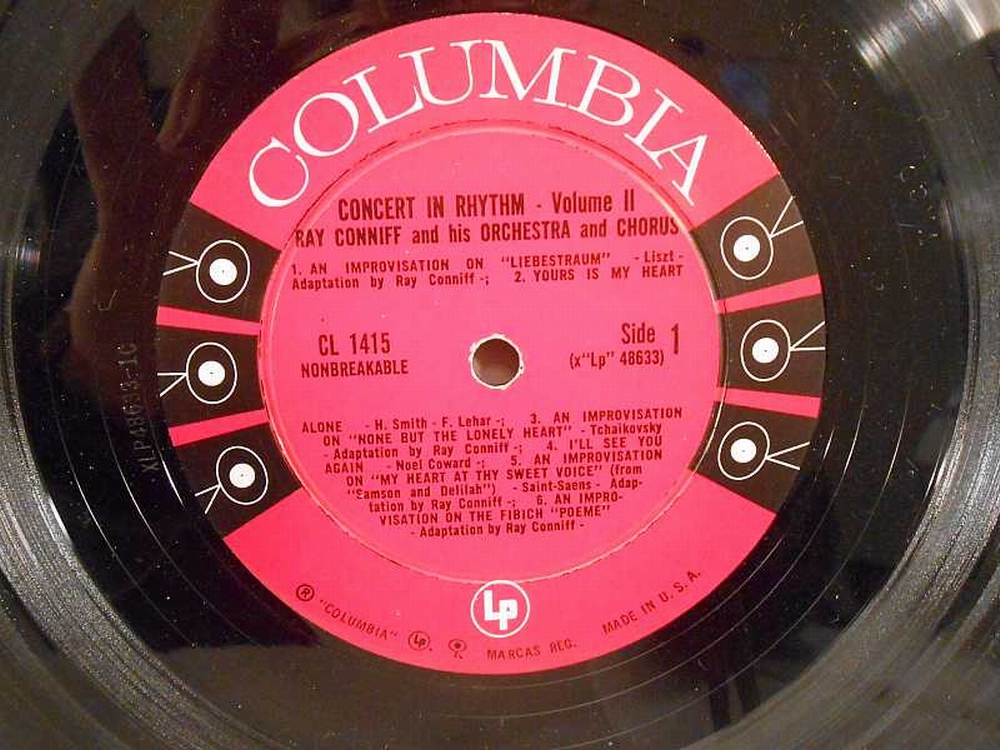 COLUMBIA
CONCERT IN RHYTHM - Volume II
RAY CONNIFF and his ORCHESTRA and CHORUS
1. AN IMPROVISATION ON "LIEBESTRAUM" - Liszt -
Adaptation by Ray Conniff -; 2. YOURS IS MY HEART
CL 1415
NONBREAKABLE
Side 1
(x"Lp" 48633)
ALONE - H. Smith - F. Lehar -; 3. AN IMPROVISATION
ON "NONE BUT THE LONELY HEART" - Tchaikovsky
- Adaptation by Ray Conniff -; 4. I'LL SEE YOU
AGAIN - Noel Coward -; 5. AN IMPROVISATION
ON "MY HEART AT THY SWEET VOICE" (from
"Samson and Delilah") - Saint-Saens - Adap-
tation by Ray Conniff -; 6. AN IMPRO-
VISATION ON THE FIBICH "POEME"
- Adaptation by Ray Conniff -
Lp
® "COLUMBIA" Lp. MARCAS REG. MADE IN U.S.A.
XLP48633-1C